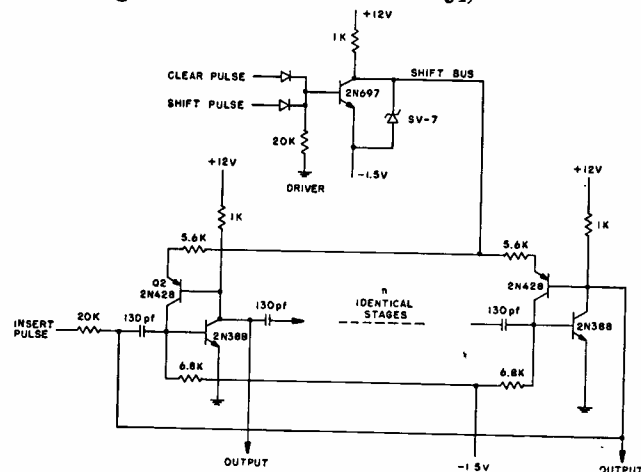 +12V
1K
CLEAR PULSE
SHIFT BUS
2N697
SHIFT PULSE
SV-7
20K
+12V
DRIVER
-1.5V
+12V
1K
1K
5.6K
5.6K
Q2
2N428
2N428
n
IDENTICAL
STAGES
130pf
130pf
130pf
INSERT
PULSE
20K
2N388
2N388
6.8K
6.8K
OUTPUT
-1.5V
OUTPUT